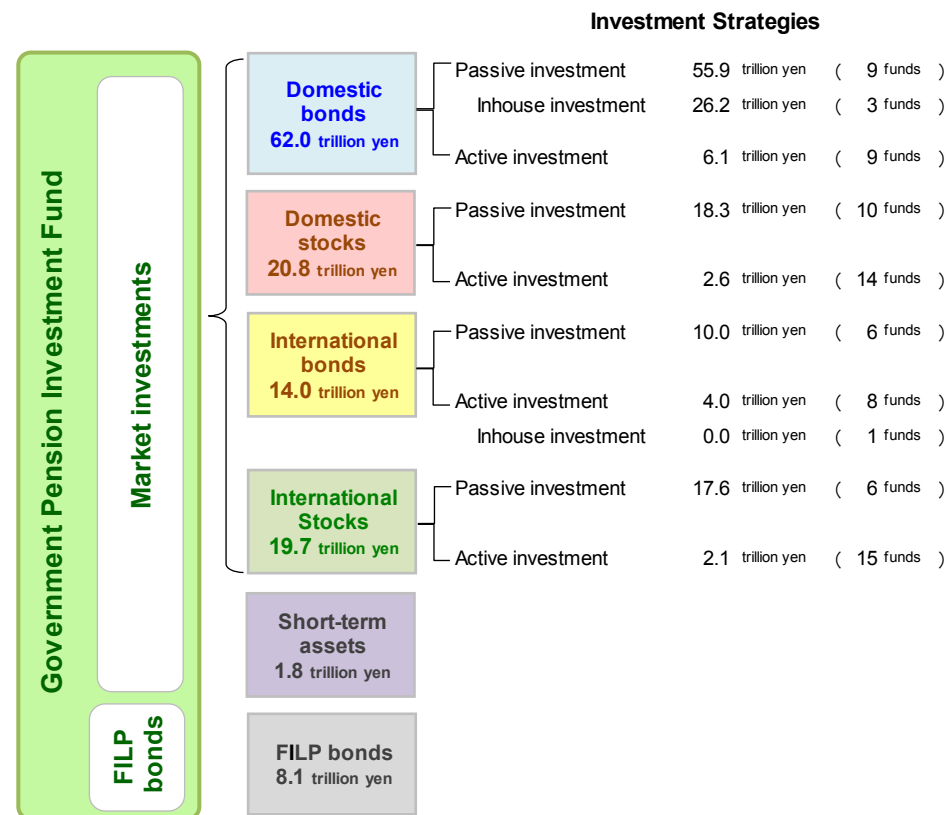 Investment Strategies
Government Pension Investment Fund
Market investments
FILP
bonds
Domestic
bonds
62.0 trillion yen
Passive investment 55.9 trillion yen ( 9 funds )
Inhouse investment 26.2 trillion yen ( 3 funds )
Active investment 6.1 trillion yen ( 9 funds )
Domestic
stocks
20.8 trillion yen
Passive investment 18.3 trillion yen ( 10 funds )
Active investment 2.6 trillion yen ( 14 funds )
International
bonds
14.0 trillion yen
Passive investment 10.0 trillion yen ( 6 funds )
Active investment 4.0 trillion yen ( 8 funds )
Inhouse investment 0.0 trillion yen ( 1 funds )
International
Stocks
19.7 trillion yen
Passive investment 17.6 trillion yen ( 6 funds )
Active investment 2.1 trillion yen ( 15 funds )
Short-term
assets
1.8 trillion yen
FILP bonds
8.1 trillion yen